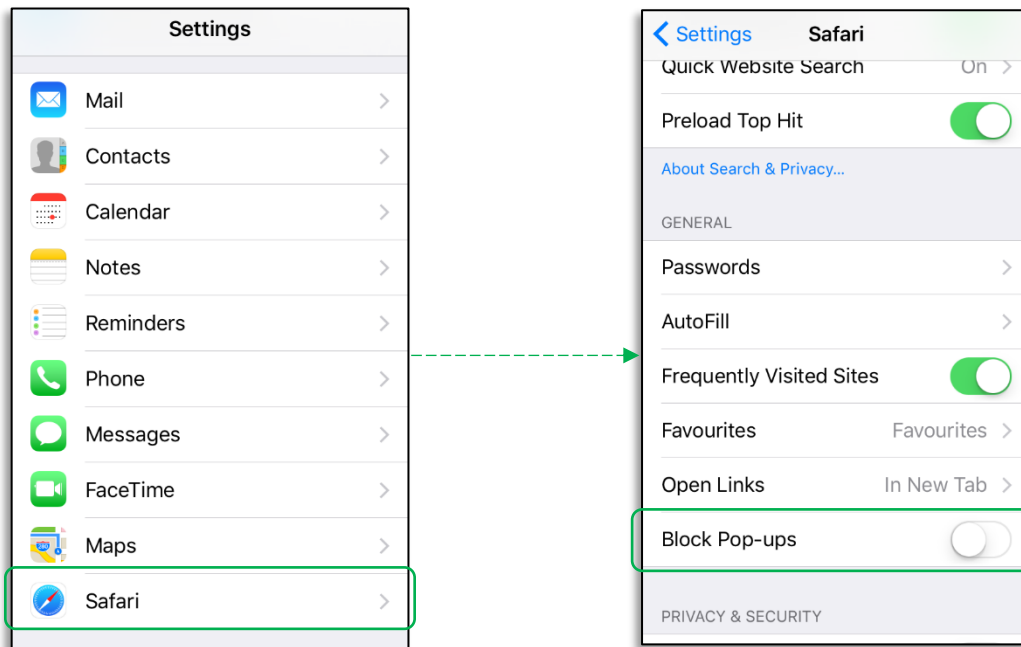 Settings
Mail
Contacts
Calendar
Notes
Reminders
Phone
Messages
FaceTime
Maps
Safari
Settings Safari
Quick Website Search On
Preload Top Hit
About Search & Privacy...
GENERAL
Passwords
AutoFill
Frequently Visited Sites
Favourites Favourites
Open Links In New Tab
Block Pop-ups
PRIVACY & SECURITY